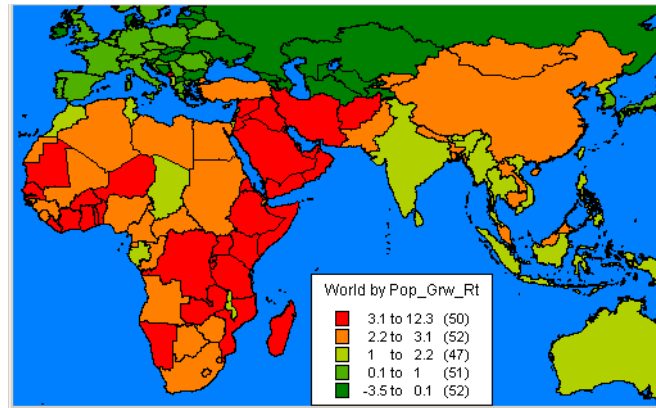 World by Pop_Grw_Rt
3.1 to 12.3 (50)
2.2 to 3.1 (52)
1 to 2.2 (47)
0.1 to 1 (51)
-3.5 to 0.1 (52)